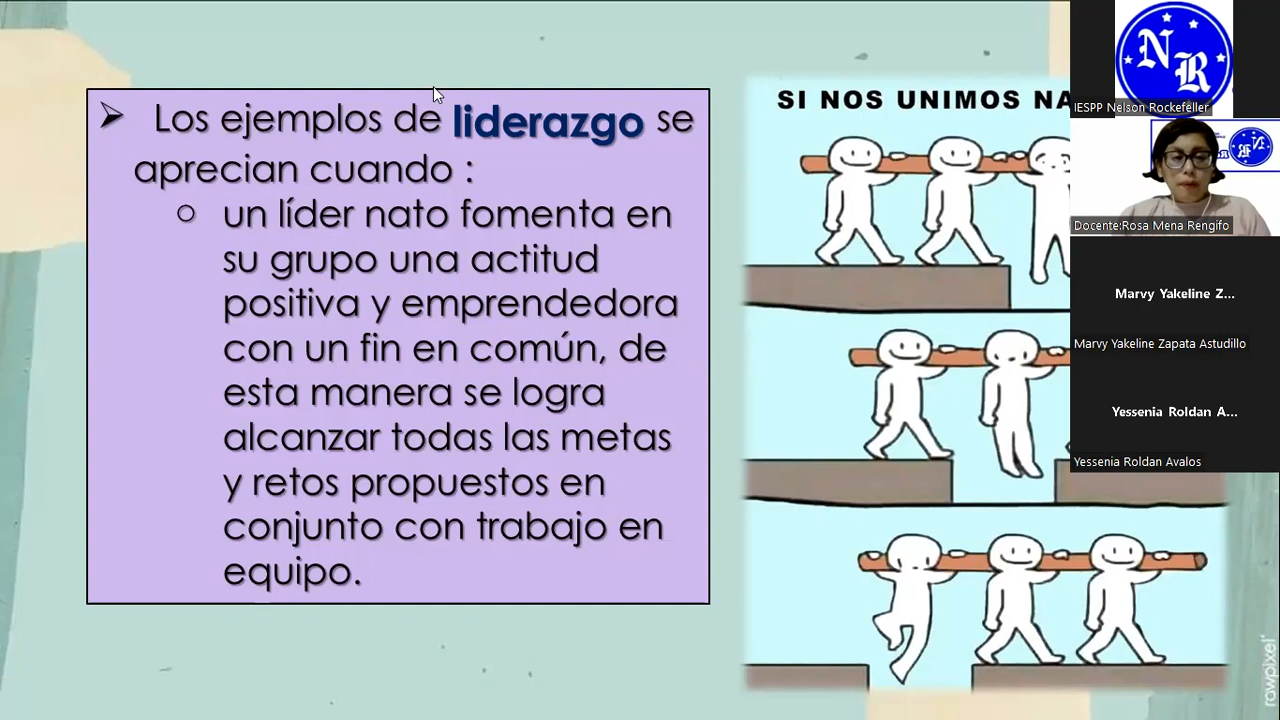 Los ejemplos de liderazgo se
aprecian cuando :
un líder nato fomenta en
su grupo una actitud
positiva y emprendedora
con un fin en común, de
esta manera se logra
alcanzar todas las metas
y retos propuestos en
conjunto con trabajo en
equipo.
SI NOS UNIMOS NA
NR
IESPP Nelson Rockefeller
Docente:Rosa Mena Rengifo
Marvy Yakeline Z...
Marvy Yakeline Zapata Astudillo
Yessenia Roldan A...
Yessenia Roldan Avalos
rawpixel